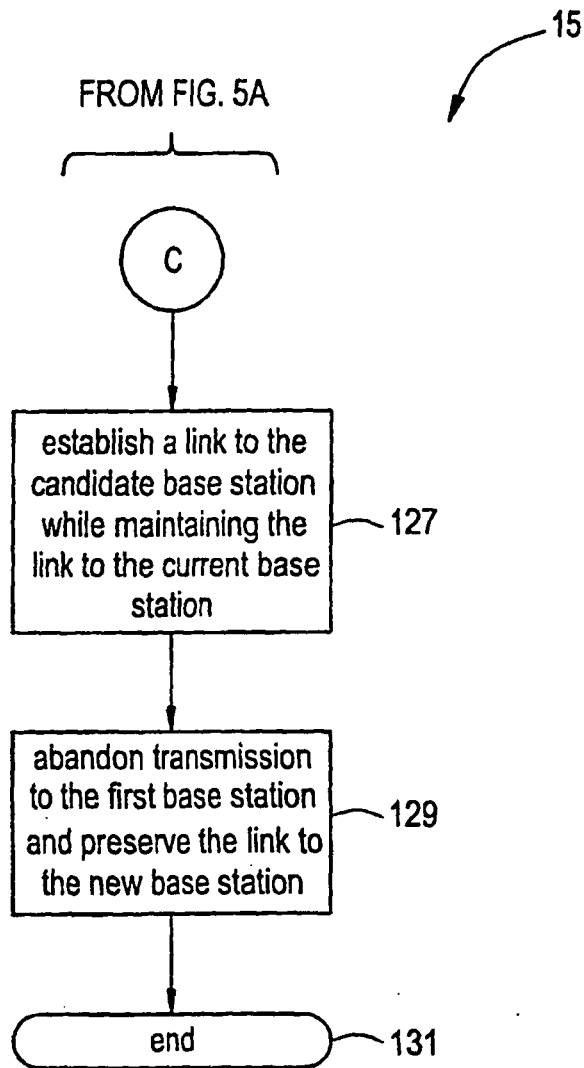 15
FROM FIG. 5A
C
establish a link to the
candidate base station
while maintaining the
link to the current base
station
127
abandon transmission
to the first base station
and preserve the link to
the new base station
129
end
131